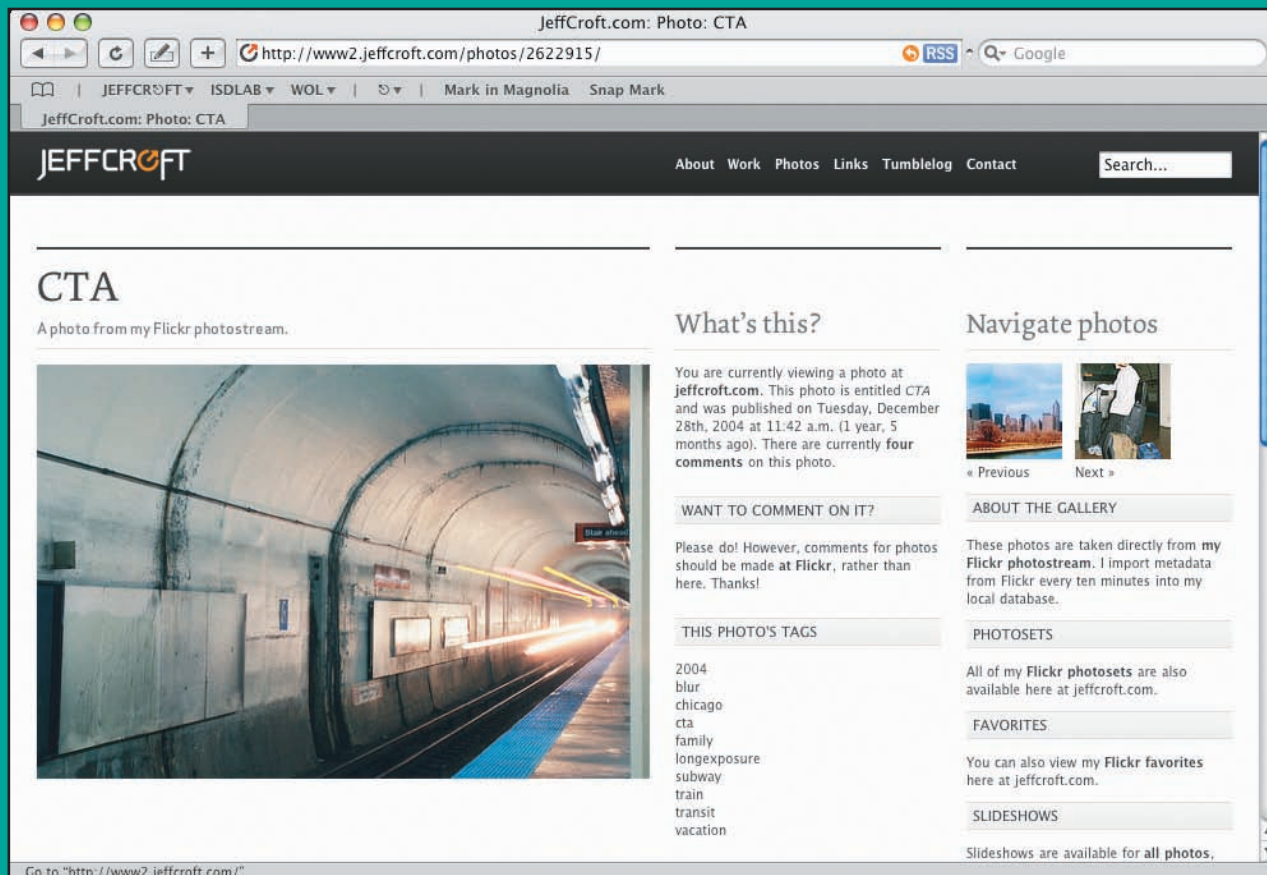 JeffCroft.com: Photo: CTA
http://www2.jeffcroft.com/photos/2622915/
RSS
Google
JEFFCROFT
ISDLAB
WOL
Mark in Magnolia
Snap Mark
JeffCroft.com: Photo: CTA
JEFFCROFT
About Work Photos Links Tumblelog Contact
Search...
CTA
A photo from my Flickr photostream.
Blair ahead
What's this?
You are currently viewing a photo at
jeffcroft.com. This photo is entitled CTA
and was published on Tuesday, December
28th, 2004 at 11:42 a.m. (1 year, 5
months ago). There are currently four
comments on this photo.
WANT TO COMMENT ON IT?
Please do! However, comments for photos
should be made at Flickr, rather than
here. Thanks!
THIS PHOTO'S TAGS
2004
blur
chicago
cta
family
longexposure
subway
train
transit
vacation
Navigate photos
« Previous
Next »
ABOUT THE GALLERY
These photos are taken directly from my
Flickr photostream. I import metadata
from Flickr every ten minutes into my
local database.
PHOTOSETS
All of my Flickr photosets are also
available here at jeffcroft.com.
FAVORITES
You can also view my Flickr favorites
here at jeffcroft.com.
SLIDESHOWS
Slideshows are available for all photos,
Go to "http://www2.jeffcroft.com/"